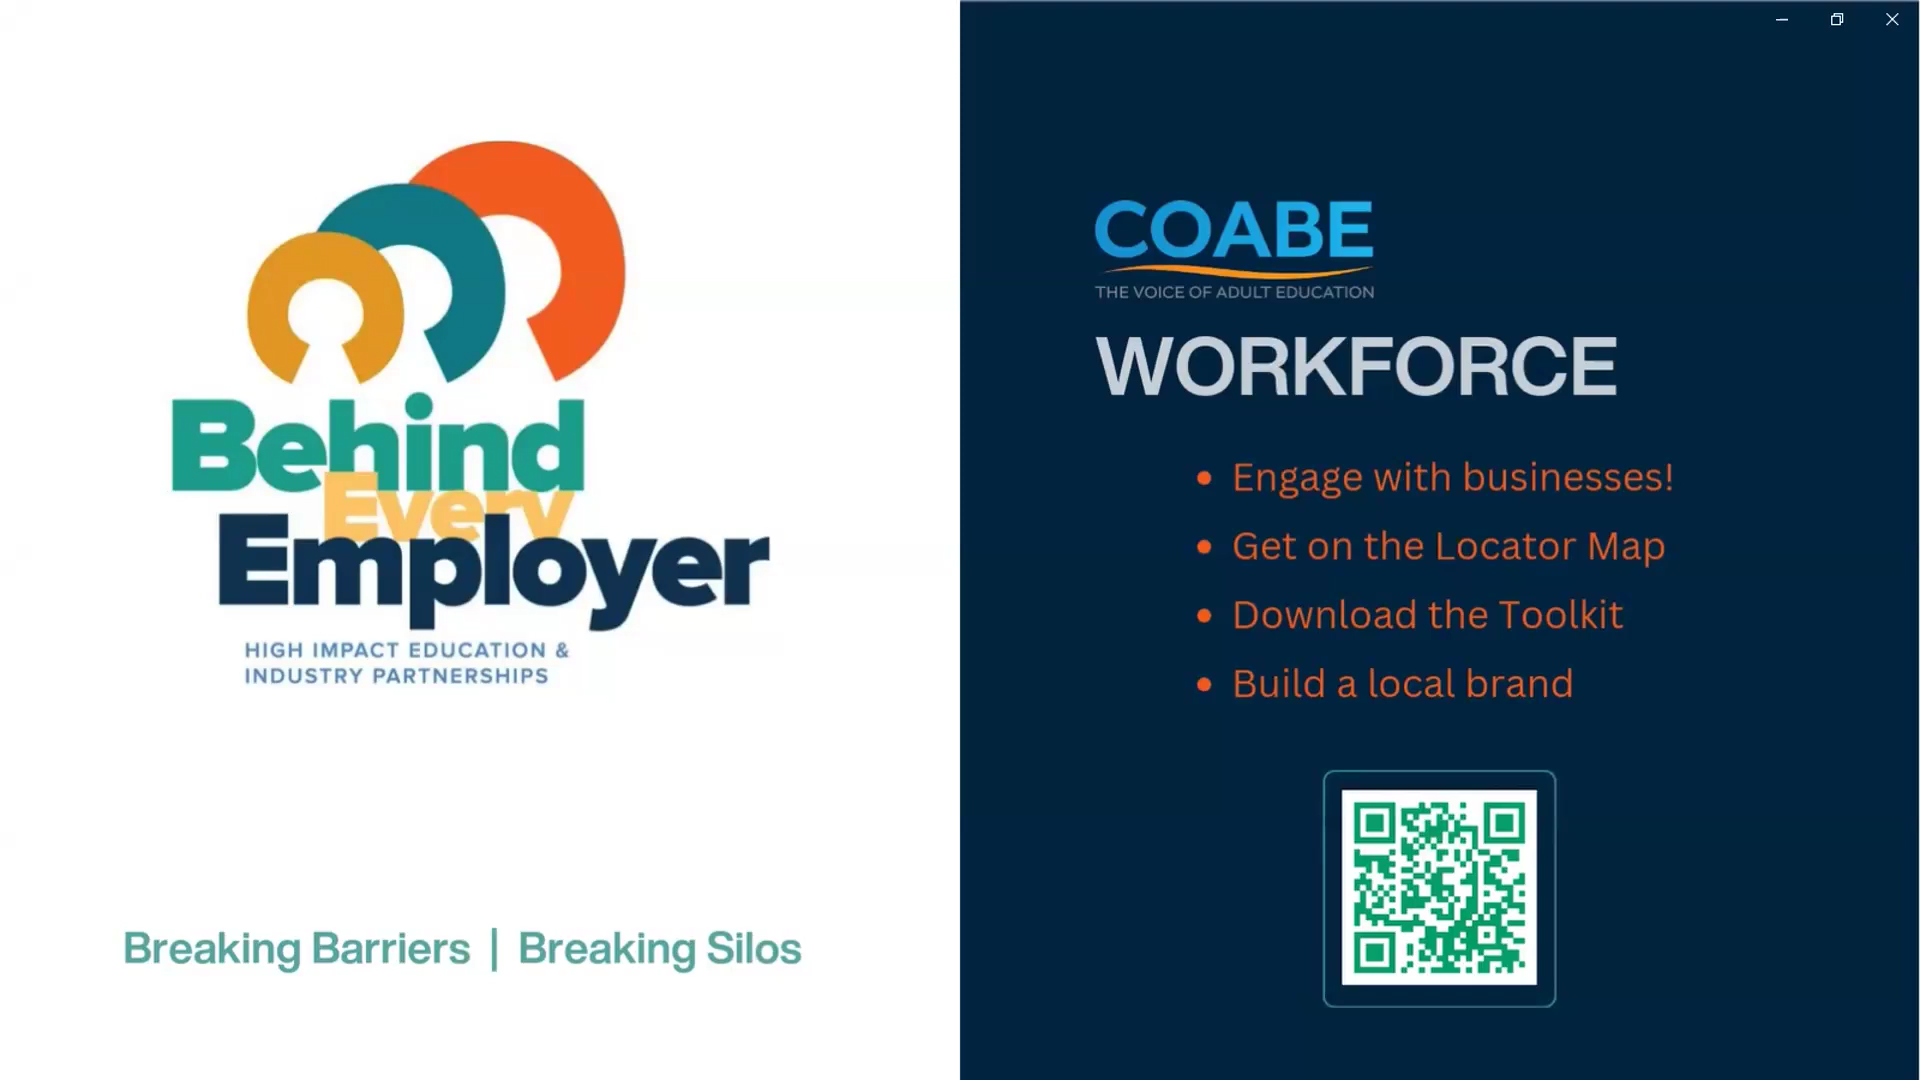 Behind
Every
Employer
HIGH IMPACT EDUCATION &
INDUSTRY PARTNERSHIPS
Breaking Barriers | Breaking Silos
COABE
THE VOICE OF ADULT EDUCATION
WORKFORCE
• Engage with businesses!
• Get on the Locator Map
• Download the Toolkit
• Build a local brand